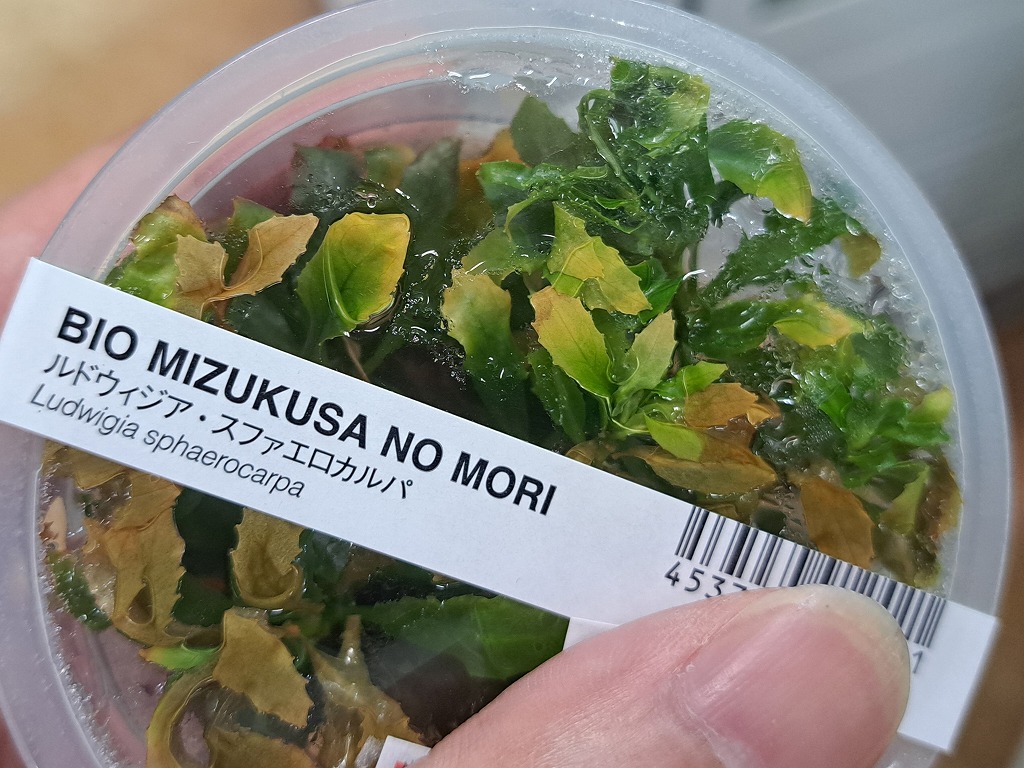 BIO MIZUKUSA NO MORI
ルドウィジア・スファエロカルパ
Ludwigia sphaerocarpa